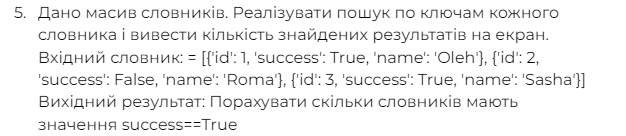 5. Дано масив словників. Реалізувати пошук по ключам кожного
словника і вивести кількість знайдених результатів на екран.
Вхідний словник: = [{'id': 1, 'success': True, 'name': 'Oleh'}, {'id': 2,
'success': False, 'name': 'Roma'}, {'id': 3, 'success': True, 'name': 'Sasha'}]
Вихідний результат: Порахувати скільки словників мають
значення success==True